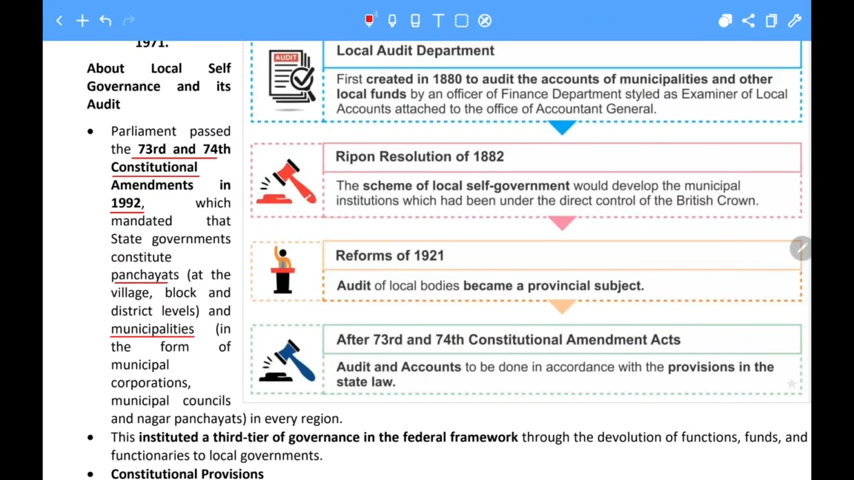 1971.
About Local Self
Governance and its
Audit
• Parliament passed
the 73rd and 74th
Constitutional
Amendments in
1992, which
mandated that
State governments
constitute
panchayats (at the
village, block and
district levels) and
municipalities (in
the form of
municipal
corporations,
municipal councils
and nagar panchayats) in every region.
• This instituted a third-tier of governance in the federal framework through the devolution of functions, funds, and
functionaries to local governments.
• Constitutional Provisions
AUDIT
Local Audit Department
First created in 1880 to audit the accounts of municipalities and other
local funds by an officer of Finance Department styled as Examiner of Local
Accounts attached to the office of Accountant General.
Ripon Resolution of 1882
The scheme of local self-government would develop the municipal
institutions which had been under the direct control of the British Crown.
Reforms of 1921
Audit of local bodies became a provincial subject.
After 73rd and 74th Constitutional Amendment Acts
Audit and Accounts to be done in accordance with the provisions in the
state law.
T